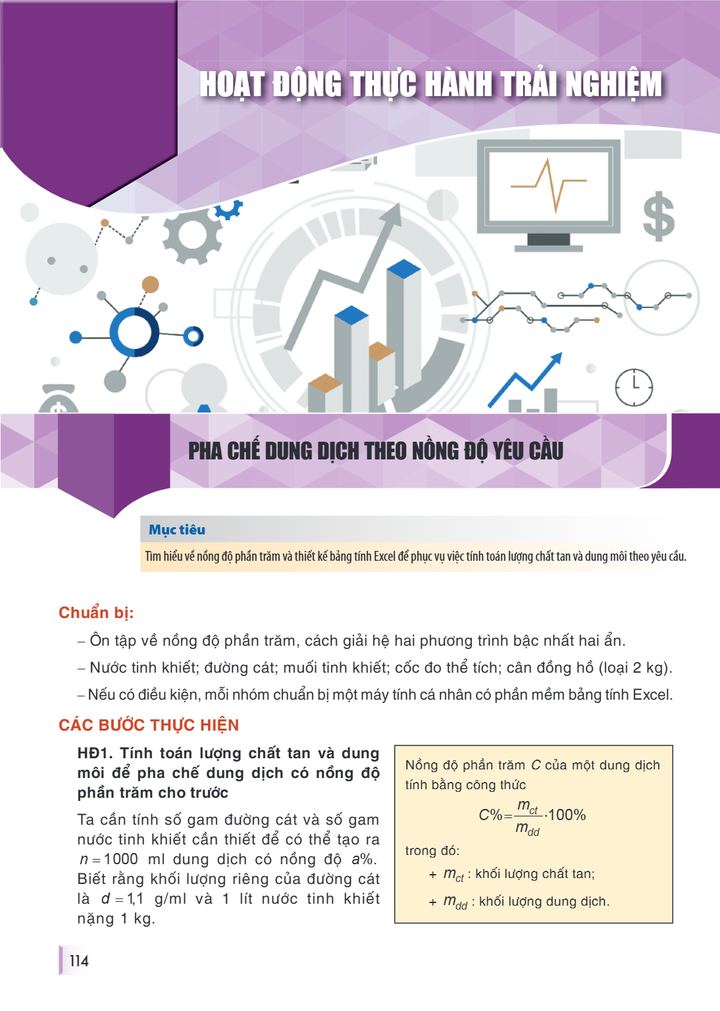 HOẠT ĐỘNG THỰC HÀNH TRẢI NGHIỆM
$
$
PHA CHẾ DUNG DỊCH THEO NỒNG ĐỘ YÊU CẦU
Mục tiêu
Tìm hiểu về nồng độ phần trăm và thiết kế bảng tính Excel để phục vụ việc tính toán lượng chất tan và dung môi theo yêu cầu.
Chuẩn bị:
– Ôn tập về nồng độ phần trăm, cách giải hệ hai phương trình bậc nhất hai ẩn.
– Nước tinh khiết; đường cát; muối tinh khiết; cốc đo thể tích; cân đồng hồ (loại 2 kg).
– Nếu có điều kiện, mỗi nhóm chuẩn bị một máy tính cá nhân có phần mềm bảng tính Excel.
CÁC BƯỚC THỰC HIỆN
HĐ1. Tính toán lượng chất tan và dung
môi để pha chế dung dịch có nồng độ
phần trăm cho trước
Ta cần tính số gam đường cát và số gam
nước tinh khiết cần thiết để có thể tạo ra
n = 1000 ml dung dịch có nồng độ a%.
Biết rằng khối lượng riêng của đường cát
là d = 1,1 g/ml và 1 lít nước tinh khiết
nặng 1 kg.
Nồng độ phần trăm C của một dung dịch
tính bằng công thức
C% = m_ct / m_dd · 100%
trong đó:
+ m_ct : khối lượng chất tan;
+ m_dd : khối lượng dung dịch.
114